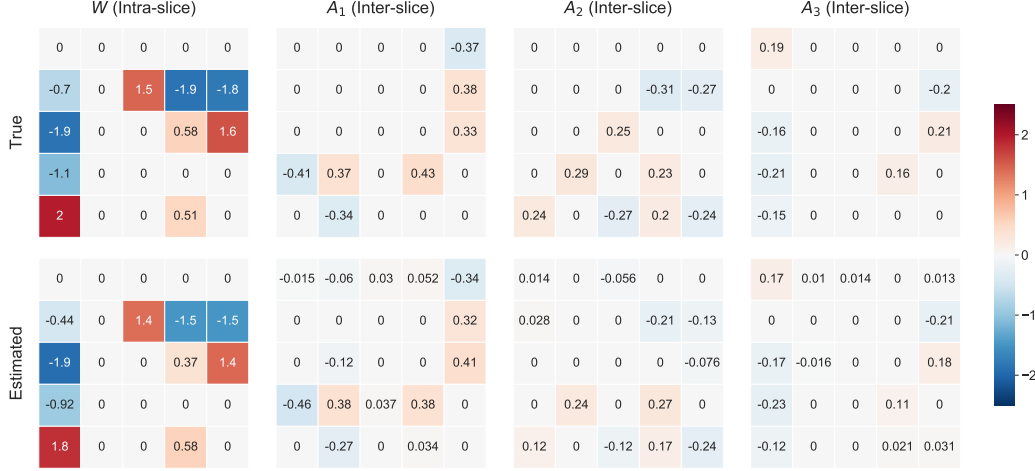 W (Intra-slice) A₁ (Inter-slice) A₂ (Inter-slice) A₃ (Inter-slice)
True
0 0 0 0 0 0 0 0 0 -0.37 0 0 0 0 0 0.19 0 0 0 0
-0.7 0 1.5 -1.9 -1.8 0 0 0 0 0.38 0 0 0 -0.31 -0.27 0 0 0 0 -0.2
-1.9 0 0 0.58 1.6 0 0 0 0 0.33 0 0 0.25 0 0 -0.16 0 0 0 0.21
-1.1 0 0 0 0 -0.41 0.37 0 0.43 0 0 0.29 0 0.23 0 -0.21 0 0 0.16 0
2 0 0 0.51 0 0 -0.34 0 0 0 0.24 0 -0.27 0.2 -0.24 -0.15 0 0 0 0
Estimated
0 0 0 0 0 -0.015 -0.06 0.03 0.052 -0.34 0.014 0 -0.056 0 0 0.17 0.01 0.014 0 0.013
-0.44 0 1.4 -1.5 -1.5 0 0 0 0 0.32 0.028 0 0 -0.21 -0.13 0 0 0 0 -0.21
-1.9 0 0 0.37 1.4 0 -0.12 0 0 0.41 0 0 0 0 -0.076 -0.17 -0.016 0 0 0.18
-0.92 0 0 0 0 -0.46 0.38 0.037 0.38 0 0 0.24 0 0.27 0 -0.23 0 0 0.11 0
1.8 0 0 0.58 0 0 -0.27 0 0.034 0 0.12 0 -0.12 0.17 -0.24 -0.12 0 0 0.021 0.031
2
1
0
−1
−2